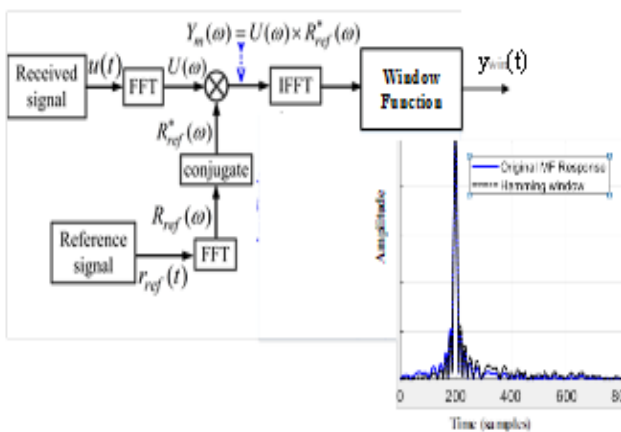 Y_m(ω) = U(ω) × R*_ref(ω)
Received signal
u(t)
FFT
U(ω)
IFFT
Window Function
y_win(t)
R*_ref(ω)
conjugate
R_ref(ω)
Reference signal
r_ref(t)
FFT
Original MF Response
Hamming window
Amplitude
0
200
400
600
Time (samples)